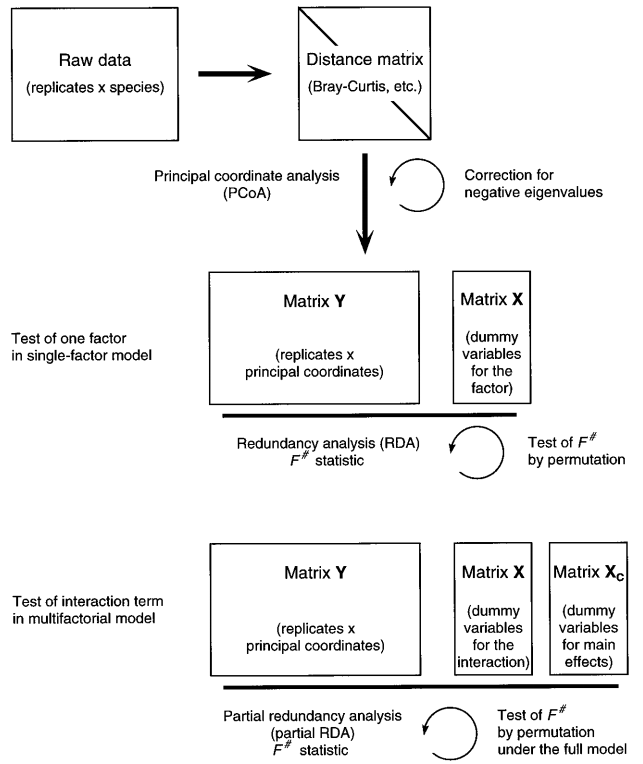 Raw data
(replicates x species)
Distance matrix
(Bray-Curtis, etc.)
Principal coordinate analysis
(PCoA)
Correction for
negative eigenvalues
Test of one factor
in single-factor model
Matrix Y
(replicates x
principal coordinates)
Matrix X
(dummy
variables
for the
factor)
Redundancy analysis (RDA)
F# statistic
Test of F#
by permutation
Test of interaction term
in multifactorial model
Matrix Y
(replicates x
principal coordinates)
Matrix X
(dummy
variables
for the
interaction)
Matrix Xc
(dummy
variables
for main
effects)
Partial redundancy analysis
(partial RDA)
F# statistic
Test of F#
by permutation
under the full model